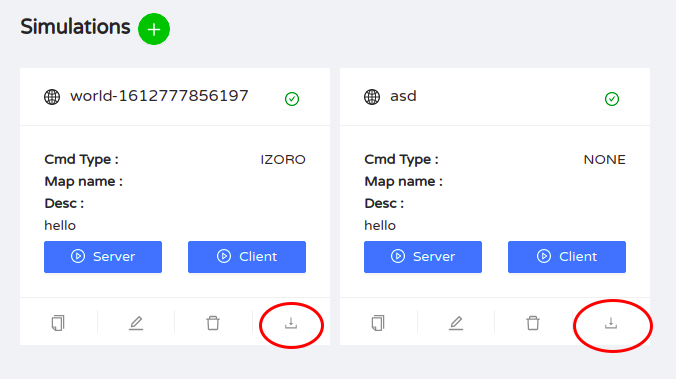 Simulations
world-1612777856197
Cmd Type : IZORO
Map name :
Desc :
hello
Server Client
asd
Cmd Type : NONE
Map name :
Desc :
hello
Server Client